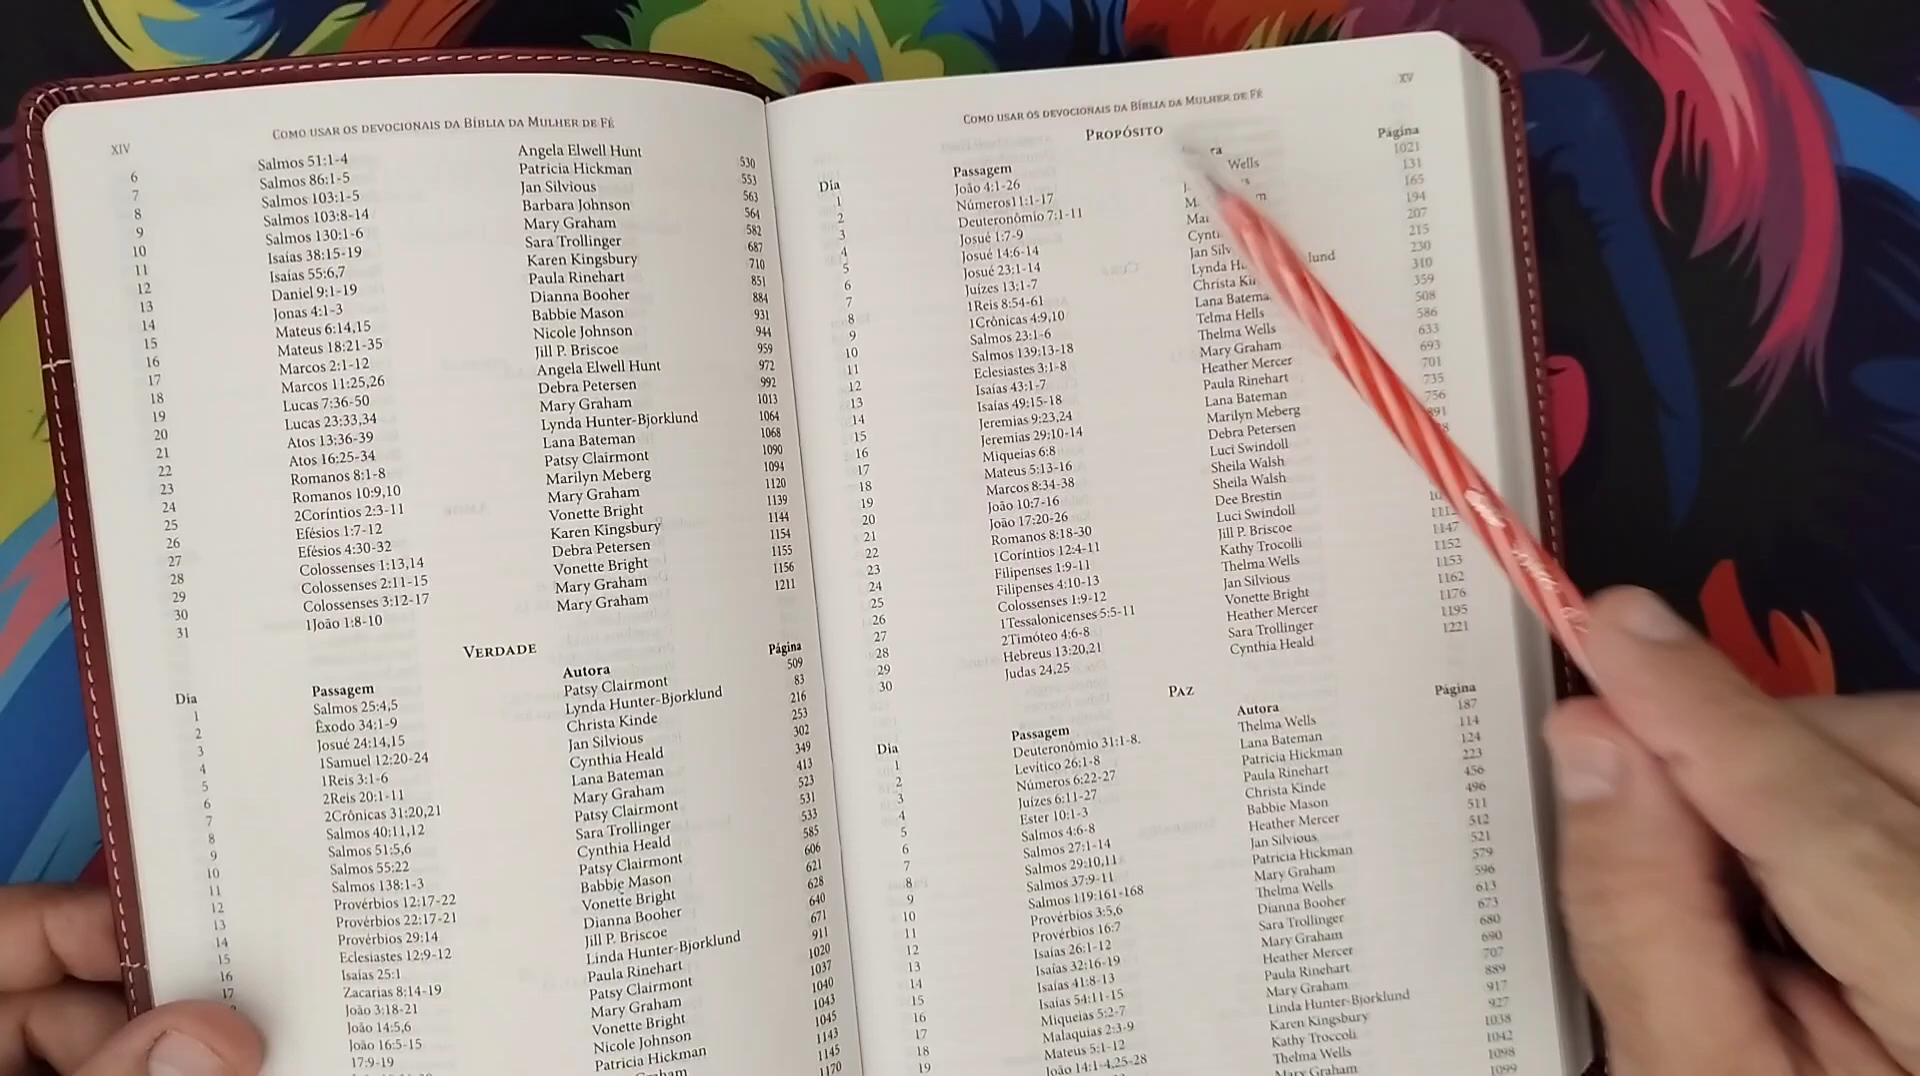 XIV
COMO USAR OS DEVOCIONAIS DA BÍBLIA DA MULHER DE FÉ
6 Salmos 51:1-4 Angela Elwell Hunt 530
7 Salmos 86:1-5 Patricia Hickman 553
8 Salmos 103:1-5 Jan Silvious 563
9 Salmos 103:8-14 Barbara Johnson 564
10 Salmos 130:1-6 Mary Graham 582
11 Isaías 38:15-19 Sara Trollinger 687
12 Isaías 55:6,7 Karen Kingsbury 710
13 Daniel 9:1-19 Paula Rinehart 851
14 Jonas 4:1-3 Dianna Booher 884
15 Mateus 6:14,15 Babbie Mason 931
16 Mateus 18:21-35 Nicole Johnson 944
17 Marcos 2:1-12 Jill P. Briscoe 959
18 Marcos 11:25,26 Angela Elwell Hunt 972
19 Lucas 7:36-50 Debra Petersen 992
20 Lucas 23:33,34 Mary Graham 1013
21 Atos 13:36-39 Lynda Hunter-Bjorklund 1064
22 Atos 16:25-34 Lana Bateman 1068
23 Romanos 8:1-8 Patsy Clairmont 1090
24 Romanos 10:9,10 Marilyn Meberg 1094
25 2Coríntios 2:3-11 Mary Graham 1120
26 Efésios 1:7-12 Vonette Bright 1139
27 Efésios 4:30-32 Karen Kingsbury 1144
28 Colossenses 1:13,14 Debra Petersen 1154
29 Colossenses 2:11-15 Vonette Bright 1155
30 Colossenses 3:12-17 Mary Graham 1156
31 1João 1:8-10 Mary Graham 1211
VERDADE
Dia Passagem Autora Página
1 Salmos 25:4,5 Patsy Clairmont 509
2 Êxodo 34:1-9 Lynda Hunter-Bjorklund 83
3 Josué 24:14,15 Christa Kinde 216
4 1Samuel 12:20-24 Jan Silvious 253
5 1Reis 3:1-6 Cynthia Heald 302
6 2Reis 20:1-11 Lana Bateman 349
7 2Crônicas 31:20,21 Mary Graham 413
8 Salmos 40:11,12 Patsy Clairmont 523
9 Salmos 51:5,6 Sara Trollinger 531
10 Salmos 55:22 Cynthia Heald 533
11 Salmos 138:1-3 Patsy Clairmont 585
12 Provérbios 12:17-22 Babbie Mason 606
13 Provérbios 22:17-21 Vonette Bright 621
14 Provérbios 29:14 Dianna Booher 628
15 Eclesiastes 12:9-12 Jill P. Briscoe 640
16 Isaías 25:1 Linda Hunter-Bjorklund 671
17 Zacarias 8:14-19 Paula Rinehart 911
João 3:18-21 Patsy Clairmont 1020
João 14:5,6 Mary Graham 1037
João 16:5-15 Vonette Bright 1040
17:9-19 Nicole Johnson 1043
Patricia Hickman 1045
1143
1145
1170
COMO USAR OS DEVOCIONAIS DA BÍBLIA DA MULHER DE FÉ
XV
PROPÓSITO
Dia Passagem Página
1 João 4:1-26 Wells 1021
2 Números11:1-17 131
3 Deuteronômio 7:1-11 165
4 Josué 1:7-9 194
5 Josué 14:6-14 207
6 Josué 23:1-14 Jan 215
7 Juízes 13:1-7 Lynda 230
8 1Reis 8:54-61 Christa 310
9 1Crônicas 4:9,10 Lana 359
10 Salmos 23:1-6 Telma Hells 508
11 Salmos 139:13-18 Thelma Wells 586
12 Eclesiastes 3:1-8 Mary Graham 633
13 Isaías 43:1-7 Heather Mercer 693
14 Isaías 49:15-18 Paula Rinehart 701
15 Jeremias 9:23,24 Lana Bateman 735
16 Jeremias 29:10-14 Marilyn Meberg 756
17 Miqueias 6:8 Debra Petersen 891
18 Mateus 5:13-16 Luci Swindoll
19 Marcos 8:34-38 Sheila Walsh
20 João 10:7-16 Sheila Walsh
21 João 17:20-26 Dee Brestin
22 Romanos 8:18-30 Luci Swindoll
23 1Coríntios 12:4-11 Jill P. Briscoe
24 Filipenses 1:9-11 Kathy Trocolli 1147
25 Filipenses 4:10-13 Thelma Wells 1152
26 Colossenses 1:9-12 Jan Silvious 1153
27 1Tessalonicenses 5:5-11 Vonette Bright 1162
28 2Timóteo 4:6-8 Heather Mercer 1176
29 Hebreus 13:20,21 Sara Trollinger 1195
30 Judas 24,25 Cynthia Heald 1221
PAZ
Dia Passagem Autora Página
1 Deuteronômio 31:1-8. Thelma Wells 187
2 Levítico 26:1-8 Lana Bateman 114
3 Números 6:22-27 Patricia Hickman 124
4 Juízes 6:11-27 Paula Rinehart 223
5 Ester 10:1-3 Christa Kinde 456
6 Salmos 4:6-8 Babbie Mason 496
7 Salmos 27:1-14 Heather Mercer 511
8 Salmos 29:10,11 Jan Silvious 512
9 Salmos 37:9-11 Patricia Hickman 521
10 Salmos 119:161-168 Mary Graham 579
11 Provérbios 3:5,6 Thelma Wells 596
12 Provérbios 16:7 Dianna Booher 613
13 Isaías 26:1-12 Sara Trollinger 673
14 Isaías 32:16-19 Mary Graham 680
15 Isaías 41:8-13 Heather Mercer 690
16 Isaías 54:11-15 Paula Rinehart 707
17 Miqueias 5:2-7 Mary Graham 889
18 Malaquias 2:3-9 Linda Hunter-Bjorklund 917
19 Mateus 5:1-12 Karen Kingsbury 927
João 14:1-4,25-28 Kathy Troccoli 1038
Thelma Wells 1042
Mary Graham 1098
1099